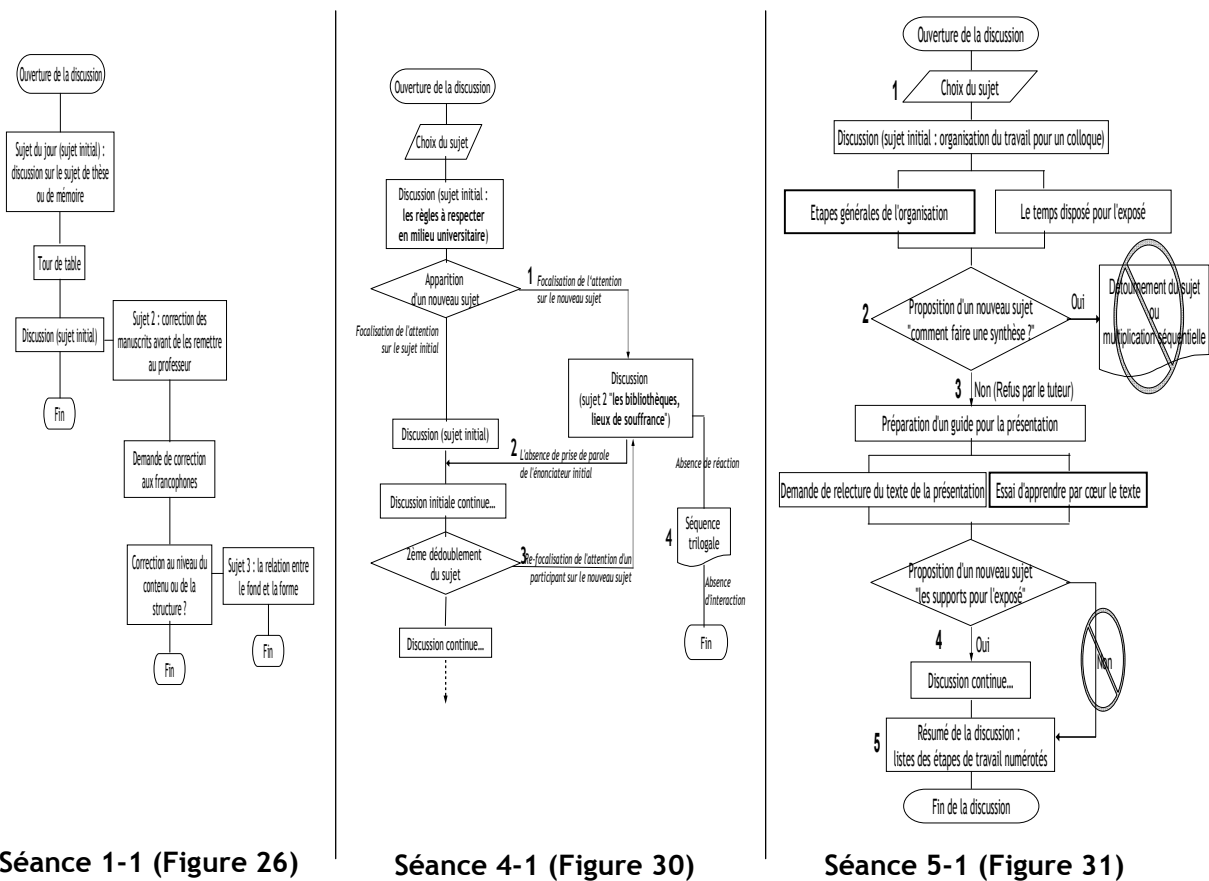 Ouverture de la discussion
Sujet du jour (sujet initial) :
discussion sur le sujet de thèse
ou de mémoire
Tour de table
Discussion (sujet initial)
Sujet 2 : correction des
manuscrits avant de les remettre
au professeur
Fin
Demande de correction
aux francophones
Correction au niveau du
contenu ou de la
structure ?
Sujet 3 : la relation entre
le fond et la forme
Fin
Fin
Séance 1-1 (Figure 26)
Ouverture de la discussion
Choix du sujet
Discussion (sujet initial :
les règles à respecter
en milieu universitaire)
Apparition
d'un nouveau sujet
1 Focalisation de l'attention
sur le nouveau sujet
Focalisation de l'attention
sur le sujet initial
Discussion
(sujet 2 "les bibliothèques,
lieux de souffrance")
Discussion (sujet initial)
2 L'absence de prise de parole
de l'énonciateur initial
Absence de réaction
Discussion initiale continue...
4 Séquence
trilogale
2ème dédoublement
du sujet
3 Re-focalisation de l'attention d'un
participant sur le nouveau sujet
Absence
d'interaction
Discussion continue...
Fin
Séance 4-1 (Figure 30)
Ouverture de la discussion
1 Choix du sujet
Discussion (sujet initial : organisation du travail pour un colloque)
Etapes générales de l'organisation
Le temps disposé pour l'exposé
2 Proposition d'un nouveau sujet
"comment faire une synthèse ?"
Oui
Détournement du sujet
ou
multiplication séquentielle
3 Non (Refus par le tuteur)
Préparation d'un guide pour la présentation
Demande de relecture du texte de la présentation
Essai d'apprendre par cœur le texte
Proposition d'un nouveau sujet
"les supports pour l'exposé"
4 Oui
Non
Discussion continue...
5 Résumé de la discussion :
listes des étapes de travail numérotés
Fin de la discussion
Séance 5-1 (Figure 31)